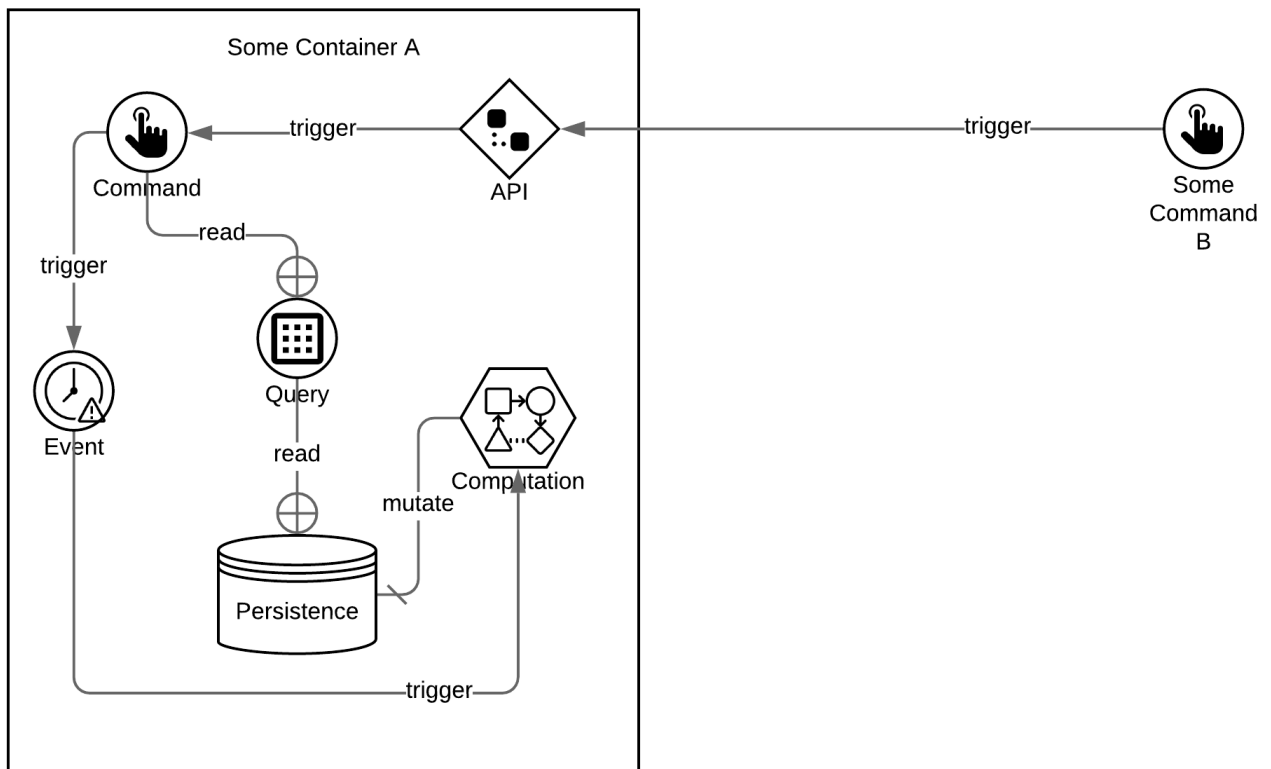 Some Container A
trigger
trigger
Command
API
Some
Command
B
read
trigger
Query
Event
read
Computation
mutate
Persistence
trigger